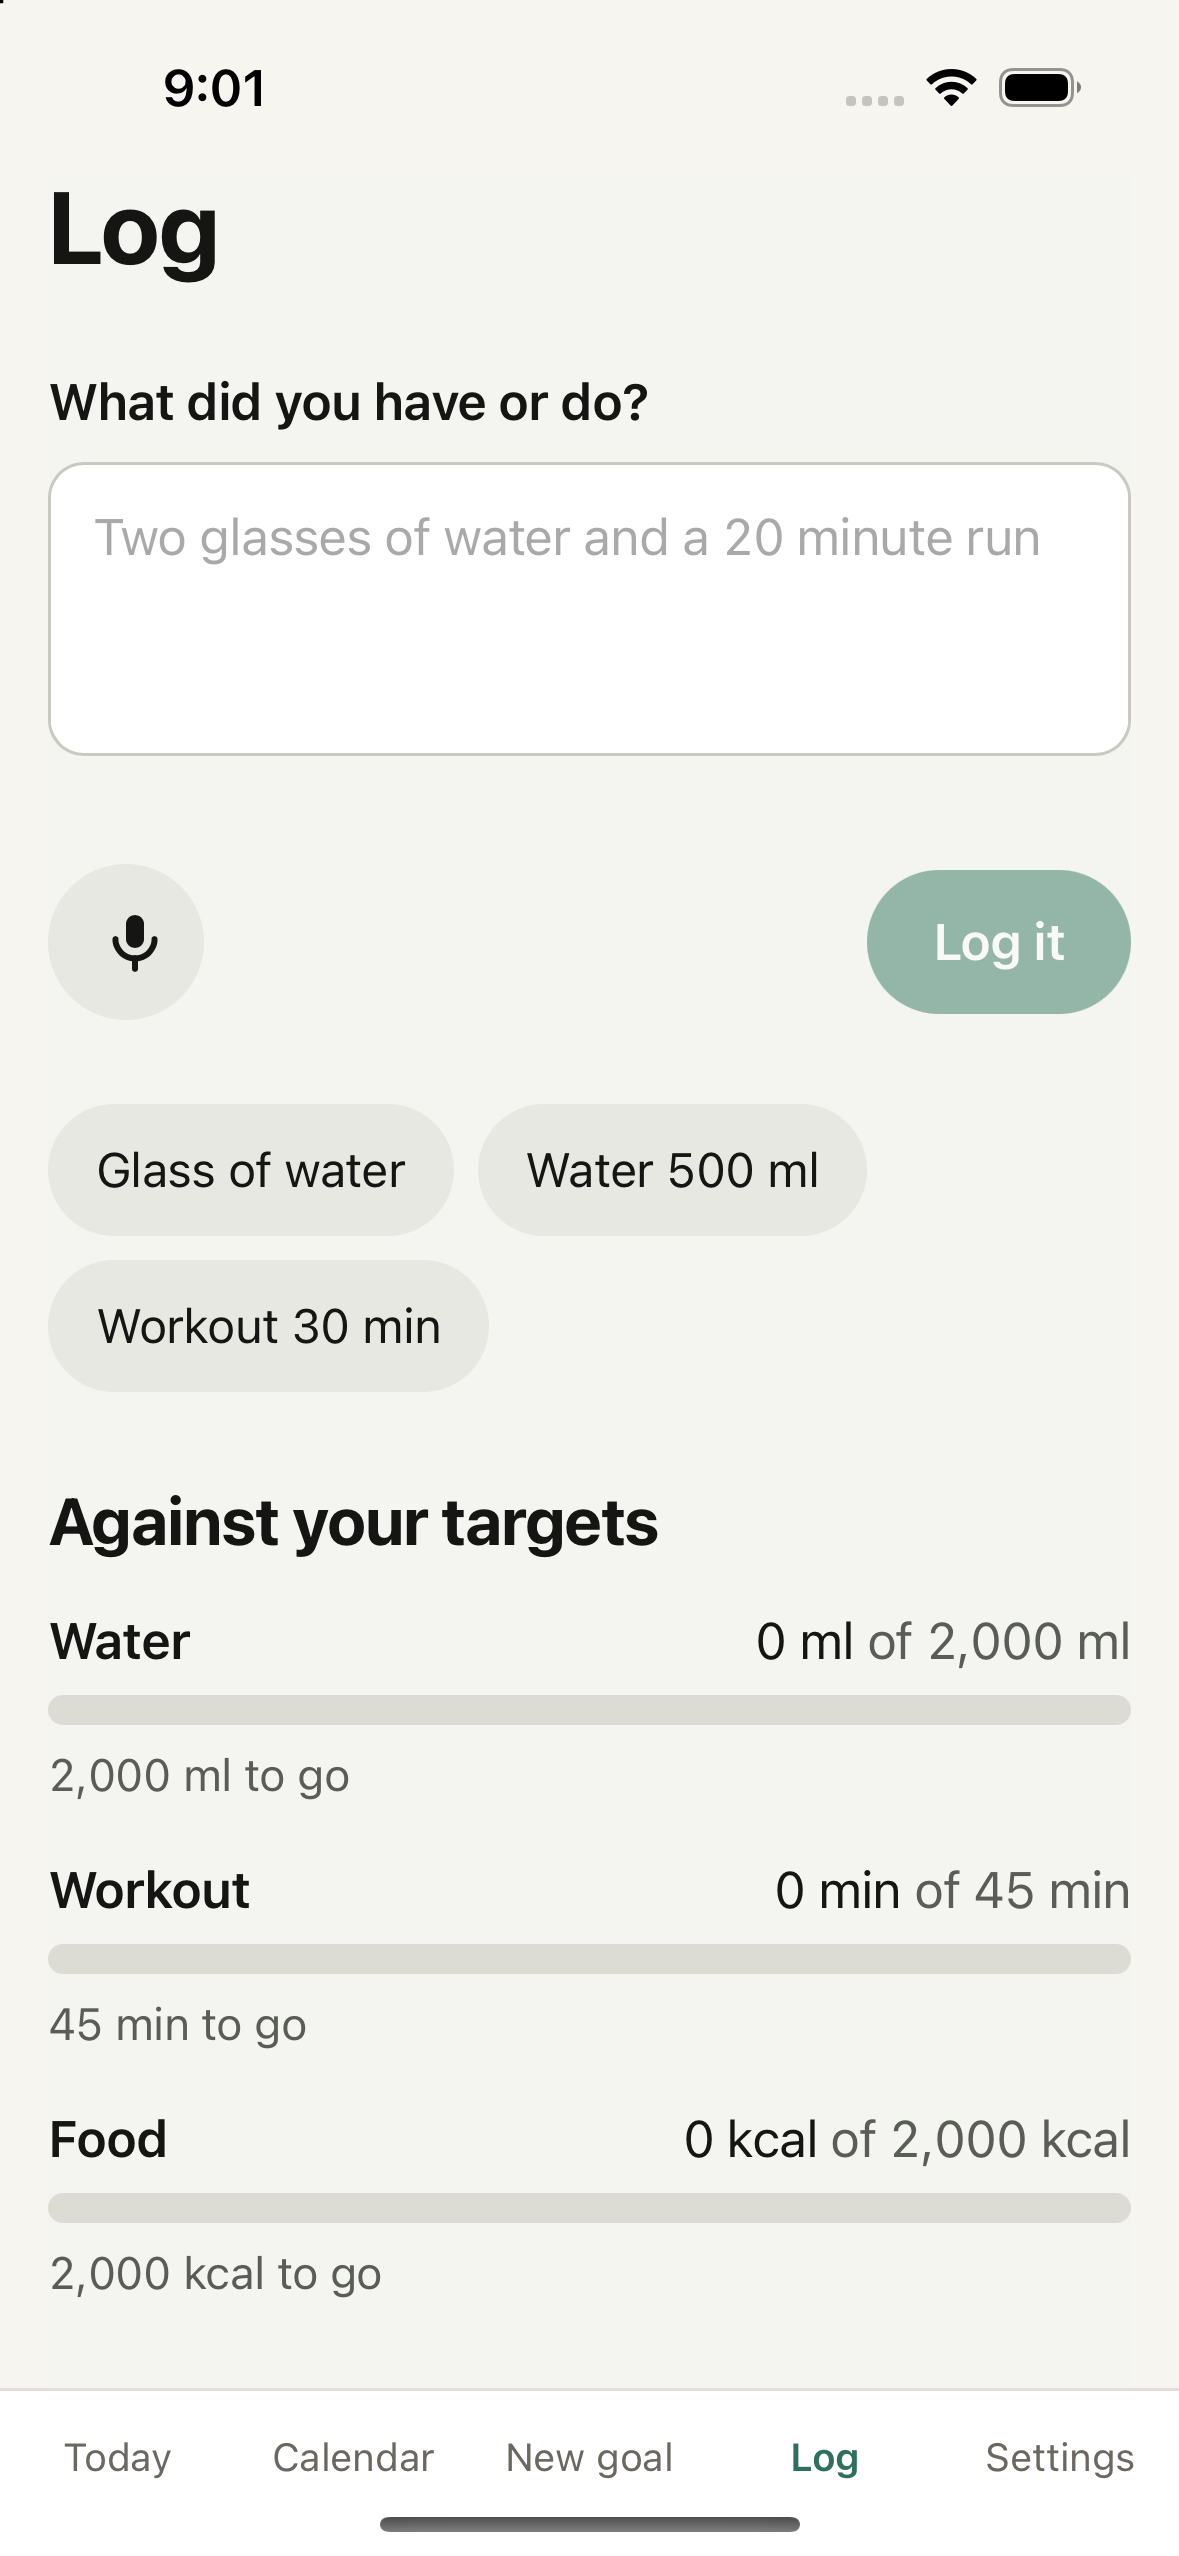 9:01
Log
What did you have or do?
Two glasses of water and a 20 minute run
Log it
Glass of water
Water 500 ml
Workout 30 min
Against your targets
Water
0 ml of 2,000 ml
2,000 ml to go
Workout
0 min of 45 min
45 min to go
Food
0 kcal of 2,000 kcal
2,000 kcal to go
Today
Calendar
New goal
Log
Settings